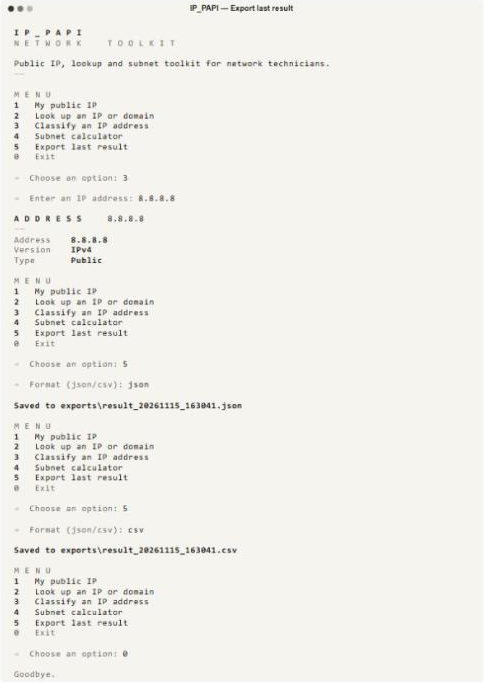 IP_PAPI — Export last result
I P _ P A P I
N E T W O R K   T O O L K I T
Public IP, lookup and subnet toolkit for network technicians.
M E N U
1 My public IP
2 Look up an IP or domain
3 Classify an IP address
4 Subnet calculator
5 Export last result
0 Exit
→ Choose an option: 3
→ Enter an IP address: 8.8.8.8
A D D R E S S   8.8.8.8
Address 8.8.8.8
Version IPv4
Type Public
M E N U
1 My public IP
2 Look up an IP or domain
3 Classify an IP address
4 Subnet calculator
5 Export last result
0 Exit
→ Choose an option: 5
→ Format (json/csv): json
Saved to exports\result_20261115_163041.json
M E N U
1 My public IP
2 Look up an IP or domain
3 Classify an IP address
4 Subnet calculator
5 Export last result
0 Exit
→ Choose an option: 5
→ Format (json/csv): csv
Saved to exports\result_20261115_163041.csv
M E N U
1 My public IP
2 Look up an IP or domain
3 Classify an IP address
4 Subnet calculator
5 Export last result
0 Exit
→ Choose an option: 0
Goodbye.